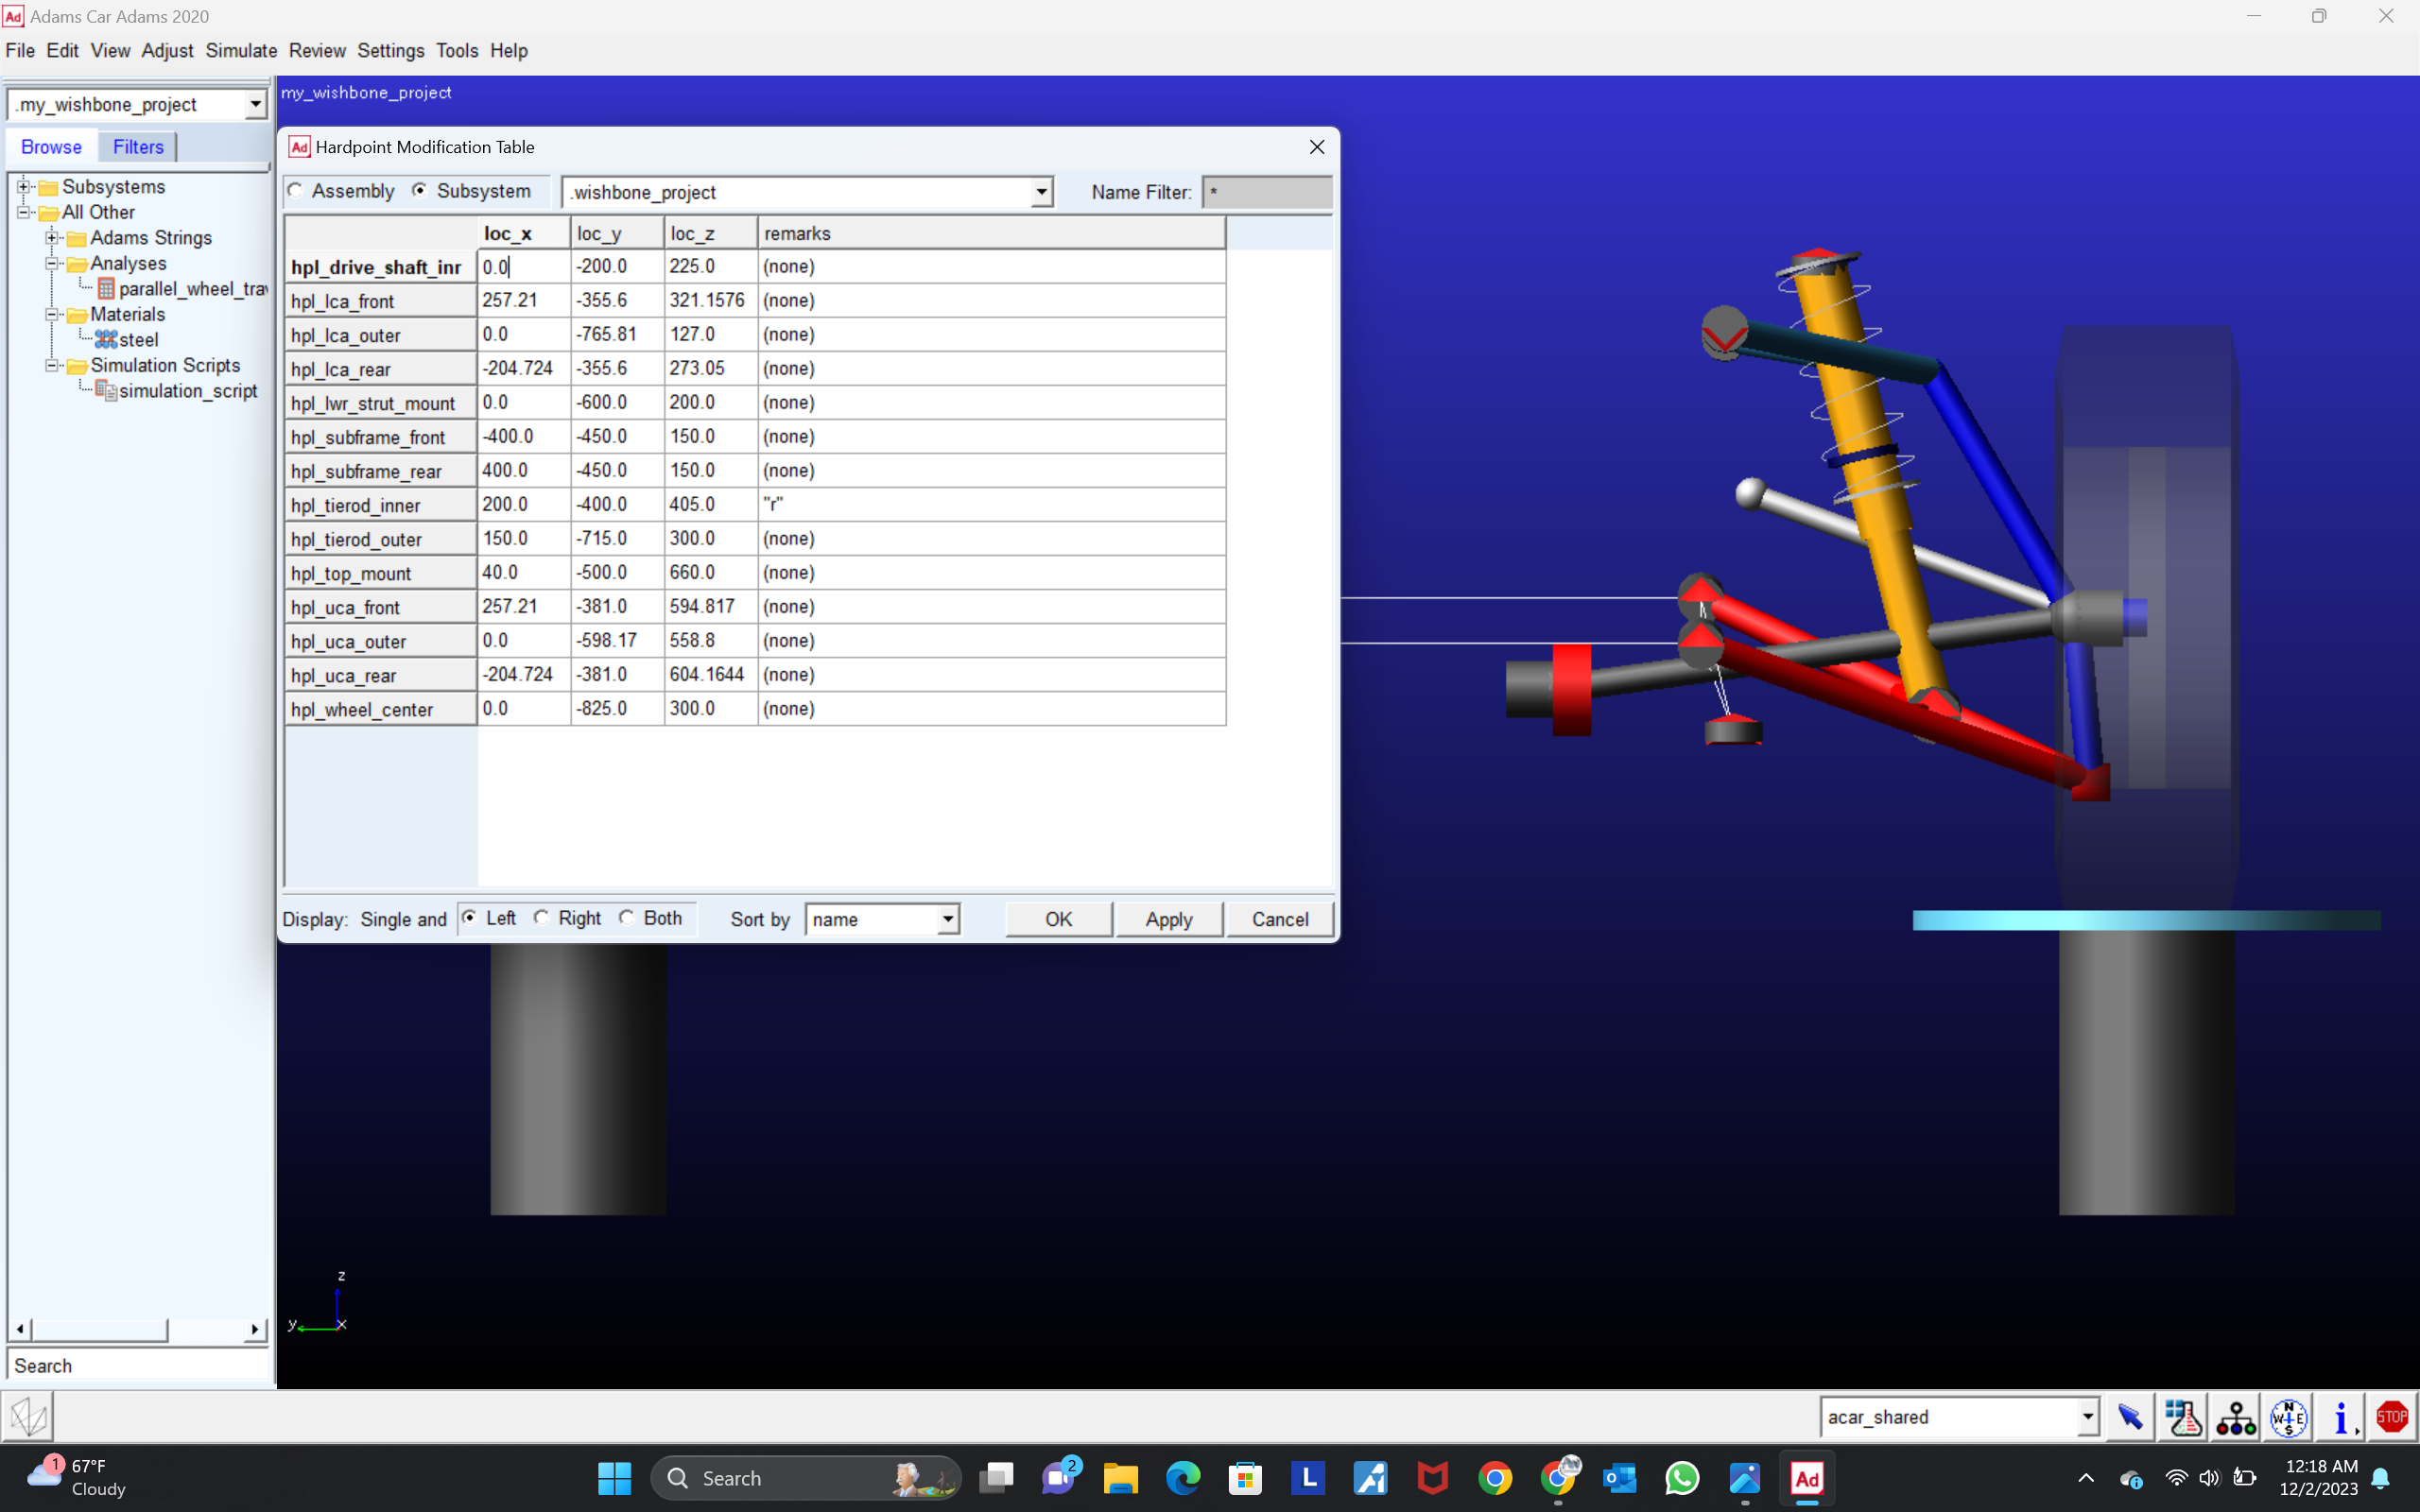 Ad Adams Car Adams 2020
File Edit View Adjust Simulate Review Settings Tools Help
.my_wishbone_project
Browse Filters
Subsystems
All Other
Adams Strings
Analyses
parallel_wheel_trav
Materials
steel
Simulation Scripts
simulation_script
Search
my_wishbone_project
Ad Hardpoint Modification Table
Assembly Subsystem .wishbone_project Name Filter: *
loc_x loc_y loc_z remarks
hpl_drive_shaft_inr 0.0 -200.0 225.0 (none)
hpl_lca_front 257.21 -355.6 321.1576 (none)
hpl_lca_outer 0.0 -765.81 127.0 (none)
hpl_lca_rear -204.724 -355.6 273.05 (none)
hpl_lwr_strut_mount 0.0 -600.0 200.0 (none)
hpl_subframe_front -400.0 -450.0 150.0 (none)
hpl_subframe_rear 400.0 -450.0 150.0 (none)
hpl_tierod_inner 200.0 -400.0 405.0 "r"
hpl_tierod_outer 150.0 -715.0 300.0 (none)
hpl_top_mount 40.0 -500.0 660.0 (none)
hpl_uca_front 257.21 -381.0 594.817 (none)
hpl_uca_outer 0.0 -598.17 558.8 (none)
hpl_uca_rear -204.724 -381.0 604.1644 (none)
hpl_wheel_center 0.0 -825.0 300.0 (none)
Display: Single and Left Right Both Sort by name OK Apply Cancel
z
y x
acar_shared N W E S i STOP
1 67°F
Cloudy
Search 2 L Ad
12:18 AM
12/2/2023